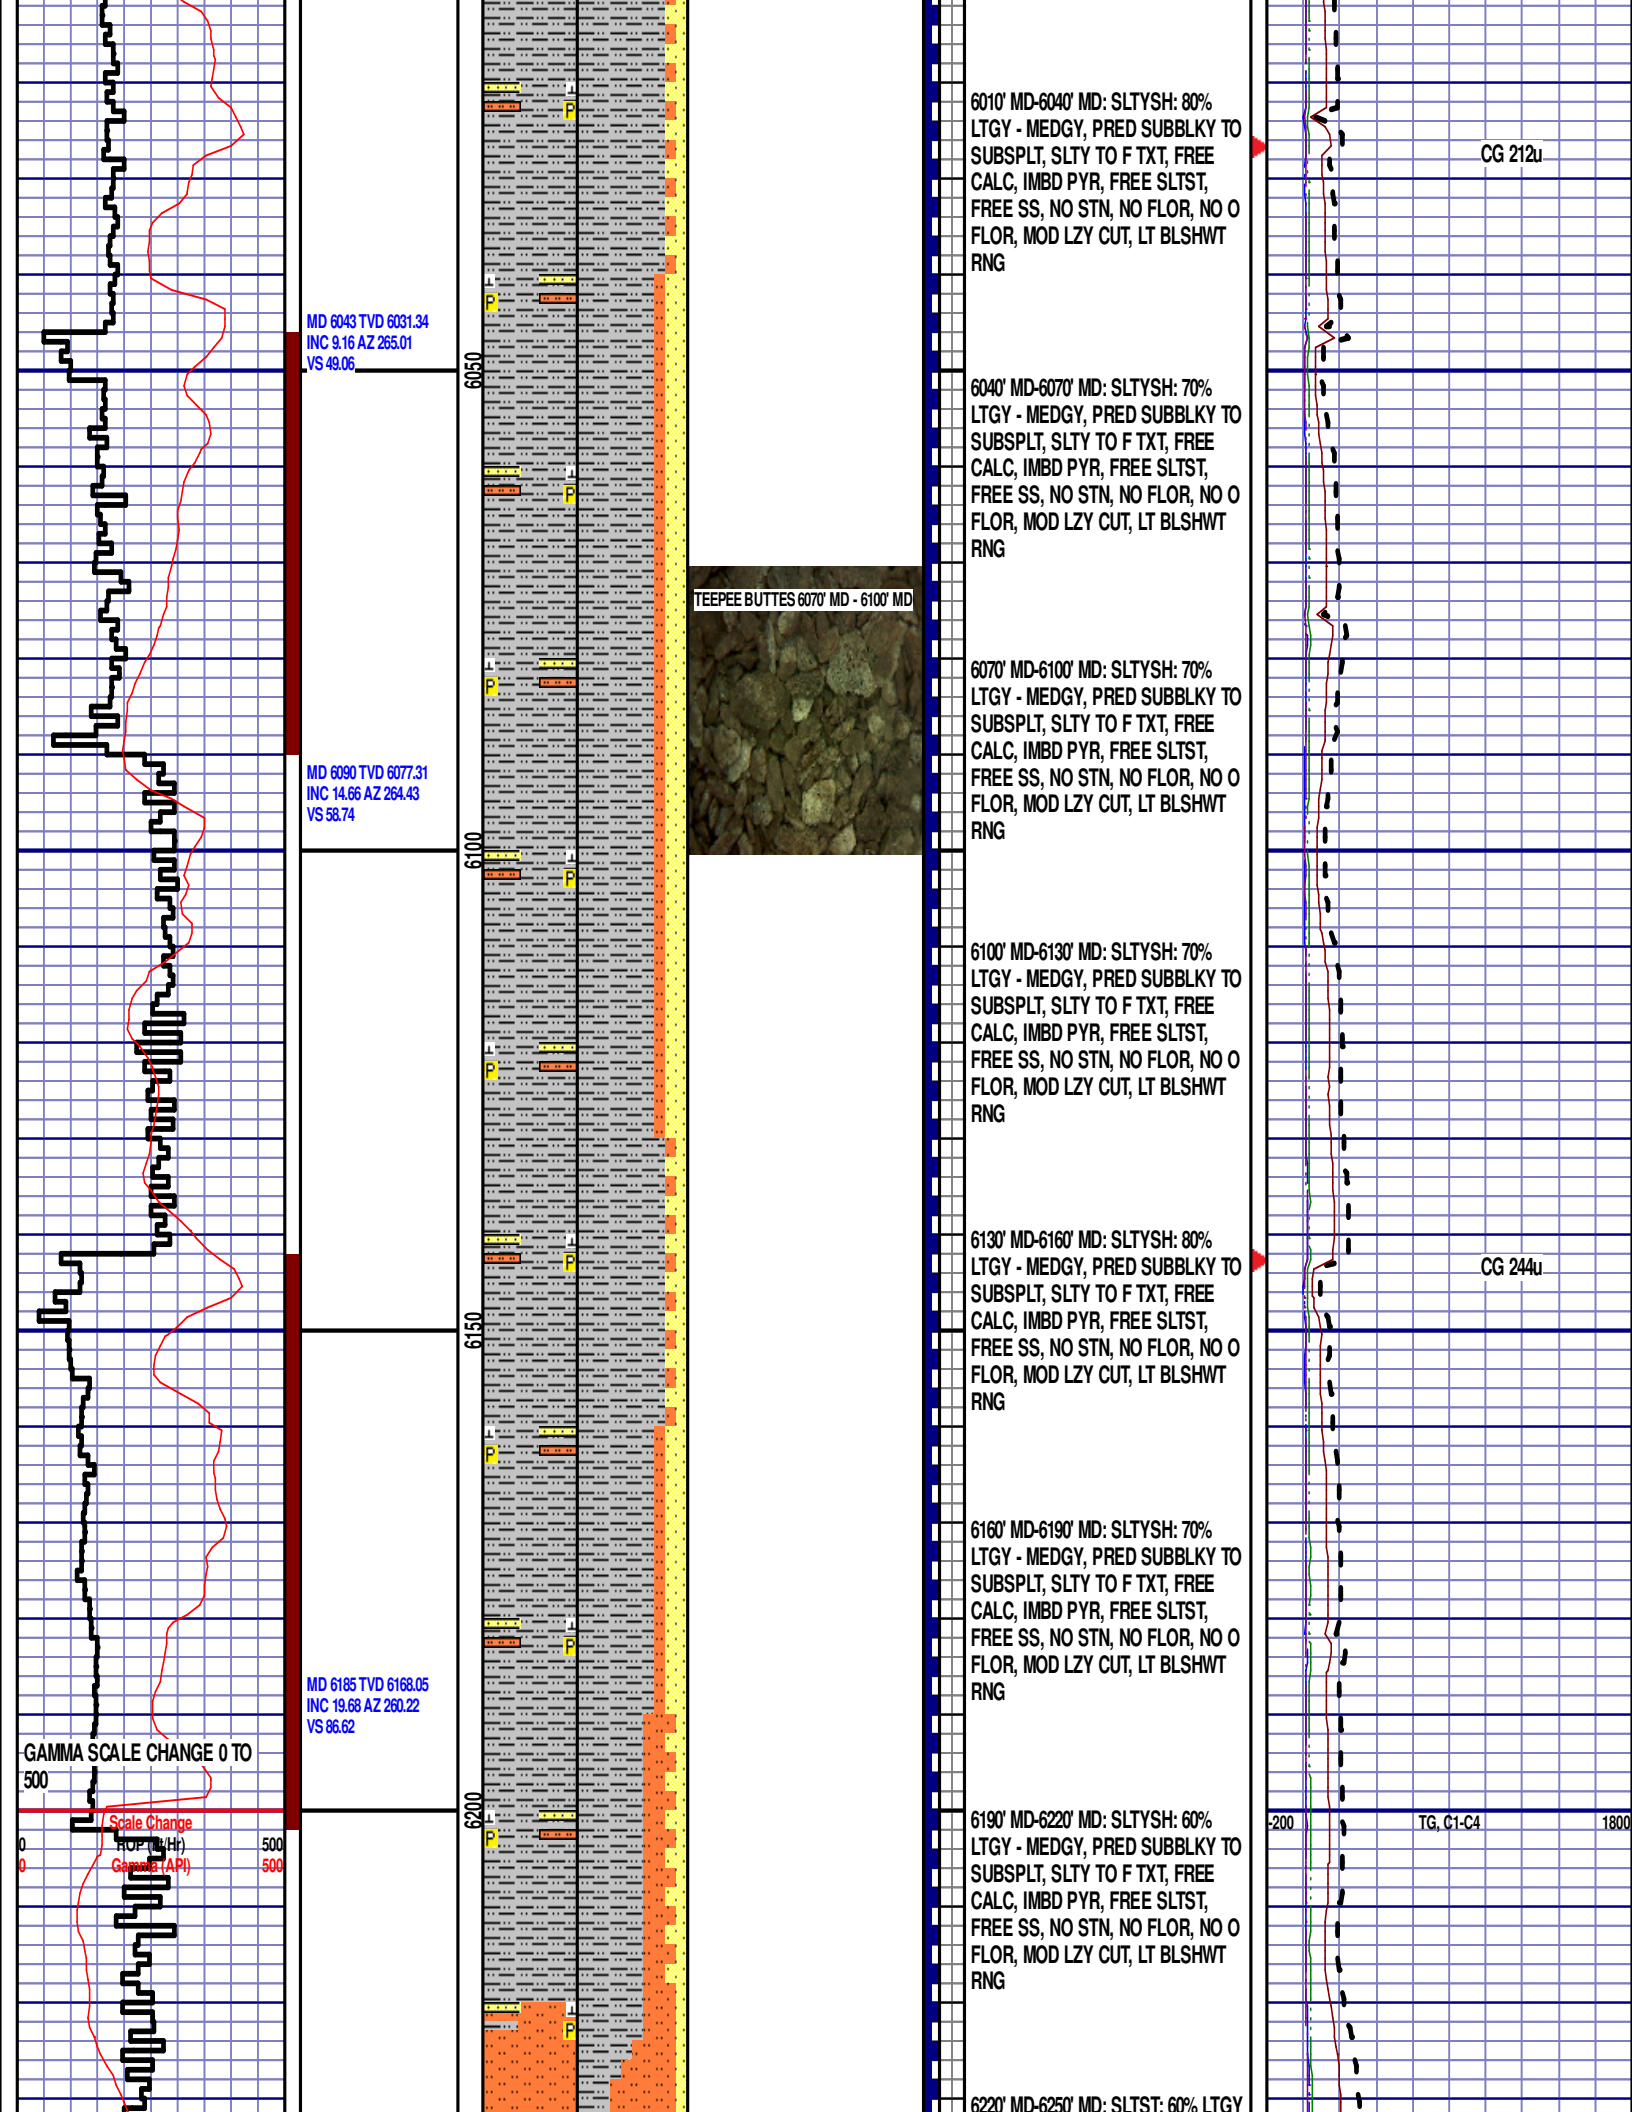 6010' MD-6040' MD: SLTYSH: 80%
LTGY - MEDGY, PRED SUBBLKY TO
SUBSPLT, SLTY TO F TXT, FREE
CALC, IMBD PYR, FREE SLTST,
FREE SS, NO STN, NO FLOR, NO O
FLOR, MOD LZY CUT, LT BLSHWT
RNG
CG 212u
MD 6043 TVD 6031.34
INC 9.16 AZ 265.01
VS 49.06
6050
6040' MD-6070' MD: SLTYSH: 70%
LTGY - MEDGY, PRED SUBBLKY TO
SUBSPLT, SLTY TO F TXT, FREE
CALC, IMBD PYR, FREE SLTST,
FREE SS, NO STN, NO FLOR, NO O
FLOR, MOD LZY CUT, LT BLSHWT
RNG
TEEPEE BUTTES 6070' MD - 6100' MD
6070' MD-6100' MD: SLTYSH: 70%
LTGY - MEDGY, PRED SUBBLKY TO
SUBSPLT, SLTY TO F TXT, FREE
CALC, IMBD PYR, FREE SLTST,
FREE SS, NO STN, NO FLOR, NO O
FLOR, MOD LZY CUT, LT BLSHWT
RNG
MD 6090 TVD 6077.31
INC 14.66 AZ 264.43
VS 58.74
6100
6100' MD-6130' MD: SLTYSH: 70%
LTGY - MEDGY, PRED SUBBLKY TO
SUBSPLT, SLTY TO F TXT, FREE
CALC, IMBD PYR, FREE SLTST,
FREE SS, NO STN, NO FLOR, NO O
FLOR, MOD LZY CUT, LT BLSHWT
RNG
6130' MD-6160' MD: SLTYSH: 80%
LTGY - MEDGY, PRED SUBBLKY TO
SUBSPLT, SLTY TO F TXT, FREE
CALC, IMBD PYR, FREE SLTST,
FREE SS, NO STN, NO FLOR, NO O
FLOR, MOD LZY CUT, LT BLSHWT
RNG
CG 244u
6150
6160' MD-6190' MD: SLTYSH: 70%
LTGY - MEDGY, PRED SUBBLKY TO
SUBSPLT, SLTY TO F TXT, FREE
CALC, IMBD PYR, FREE SLTST,
FREE SS, NO STN, NO FLOR, NO O
FLOR, MOD LZY CUT, LT BLSHWT
RNG
MD 6185 TVD 6168.05
INC 19.68 AZ 260.22
VS 86.62
GAMMA SCALE CHANGE 0 TO
500
6200
Scale Change
0 ROP (ft/Hr) 500
0 Gamma (API) 500
-200 TG, C1-C4 1800
6190' MD-6220' MD: SLTYSH: 60%
LTGY - MEDGY, PRED SUBBLKY TO
SUBSPLT, SLTY TO F TXT, FREE
CALC, IMBD PYR, FREE SLTST,
FREE SS, NO STN, NO FLOR, NO O
FLOR, MOD LZY CUT, LT BLSHWT
RNG
6220' MD-6250' MD: SLTST: 60% LTGY
P
P
P
P
P
P
P
P
P
P
P